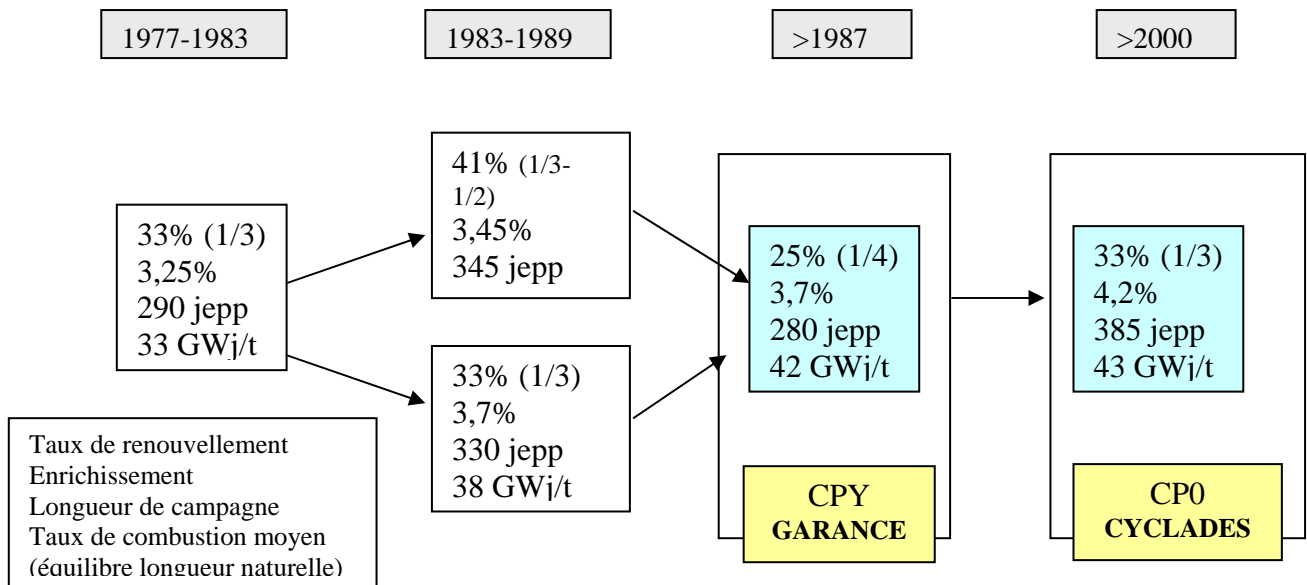 1977-1983
1983-1989
>1987
>2000
33% (1/3)
3,25%
290 jepp
33 GWj/t
41% (1/3-
1/2)
3,45%
345 jepp
33% (1/3)
3,7%
330 jepp
38 GWj/t
25% (1/4)
3,7%
280 jepp
42 GWj/t
CPY
GARANCE
33% (1/3)
4,2%
385 jepp
43 GWj/t
CP0
CYCLADES
Taux de renouvellement
Enrichissement
Longueur de campagne
Taux de combustion moyen
(équilibre longueur naturelle)